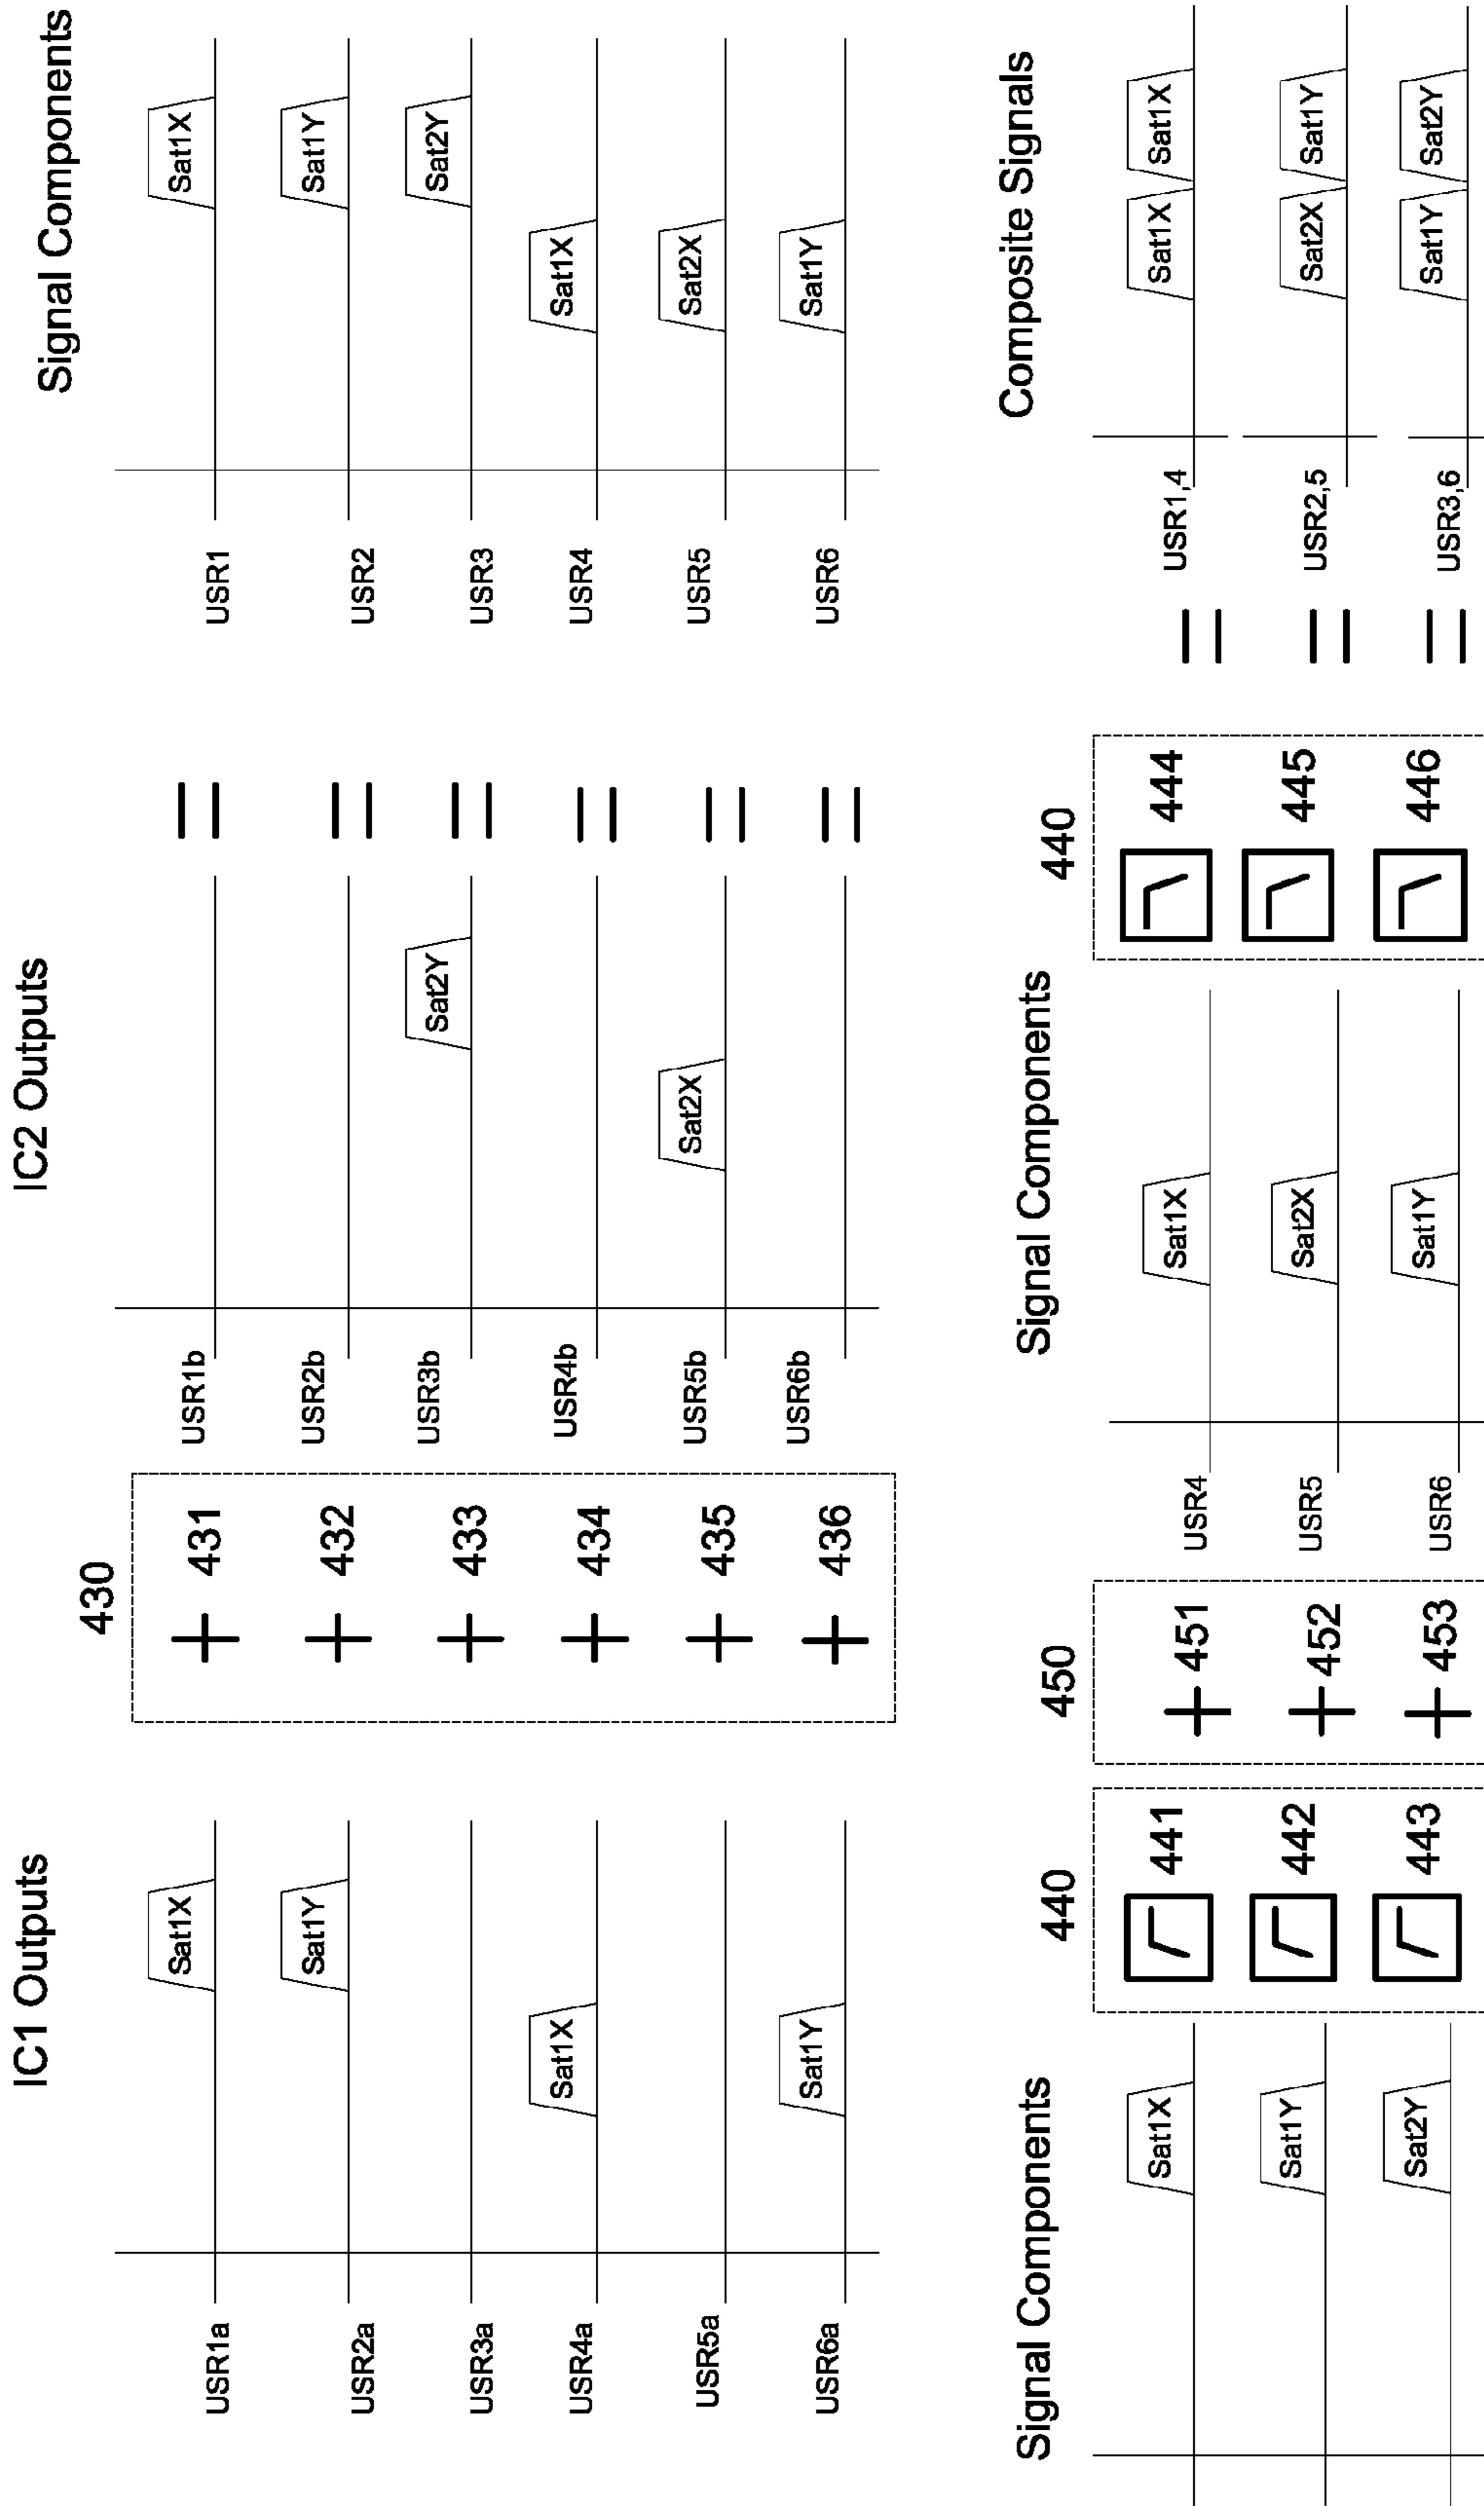 IC1 Outputs
USR1a
Sat1X
USR2a
Sat1Y
USR3a
USR4a
Sat1X
USR5a
USR6a
Sat1Y
430
431
432
433
434
435
436
IC2 Outputs
USR1b
USR2b
USR3b
Sat2Y
USR4b
USR5b
Sat2X
USR6b
=
=
=
=
=
=
Signal Components
USR1
Sat1X
USR2
Sat1Y
USR3
Sat2Y
USR4
Sat1X
USR5
Sat2X
USR6
Sat1Y
Signal Components
Sat1X
Sat1Y
Sat2Y
440
441
442
443
450
+ 451
+ 452
+ 453
Signal Components
USR4
Sat1X
USR5
Sat2X
USR6
Sat1Y
440
444
445
446
=
=
=
Composite Signals
USR1,4
Sat1X Sat1X
USR2,5
Sat2X Sat1Y
USR3,6
Sat1Y Sat2Y